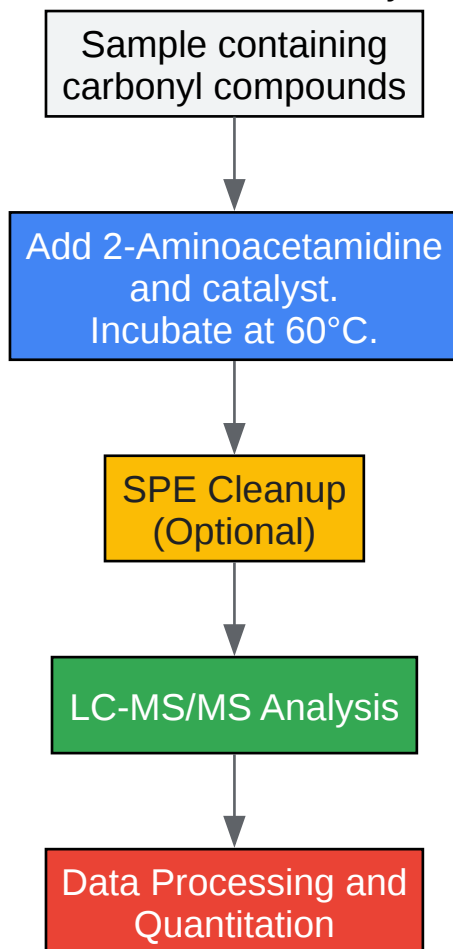 Sample containing
carbonyl compounds
Add 2-Aminoacetamidine
and catalyst.
Incubate at 60°C.
SPE Cleanup
(Optional)
LC-MS/MS Analysis
Data Processing and
Quantitation